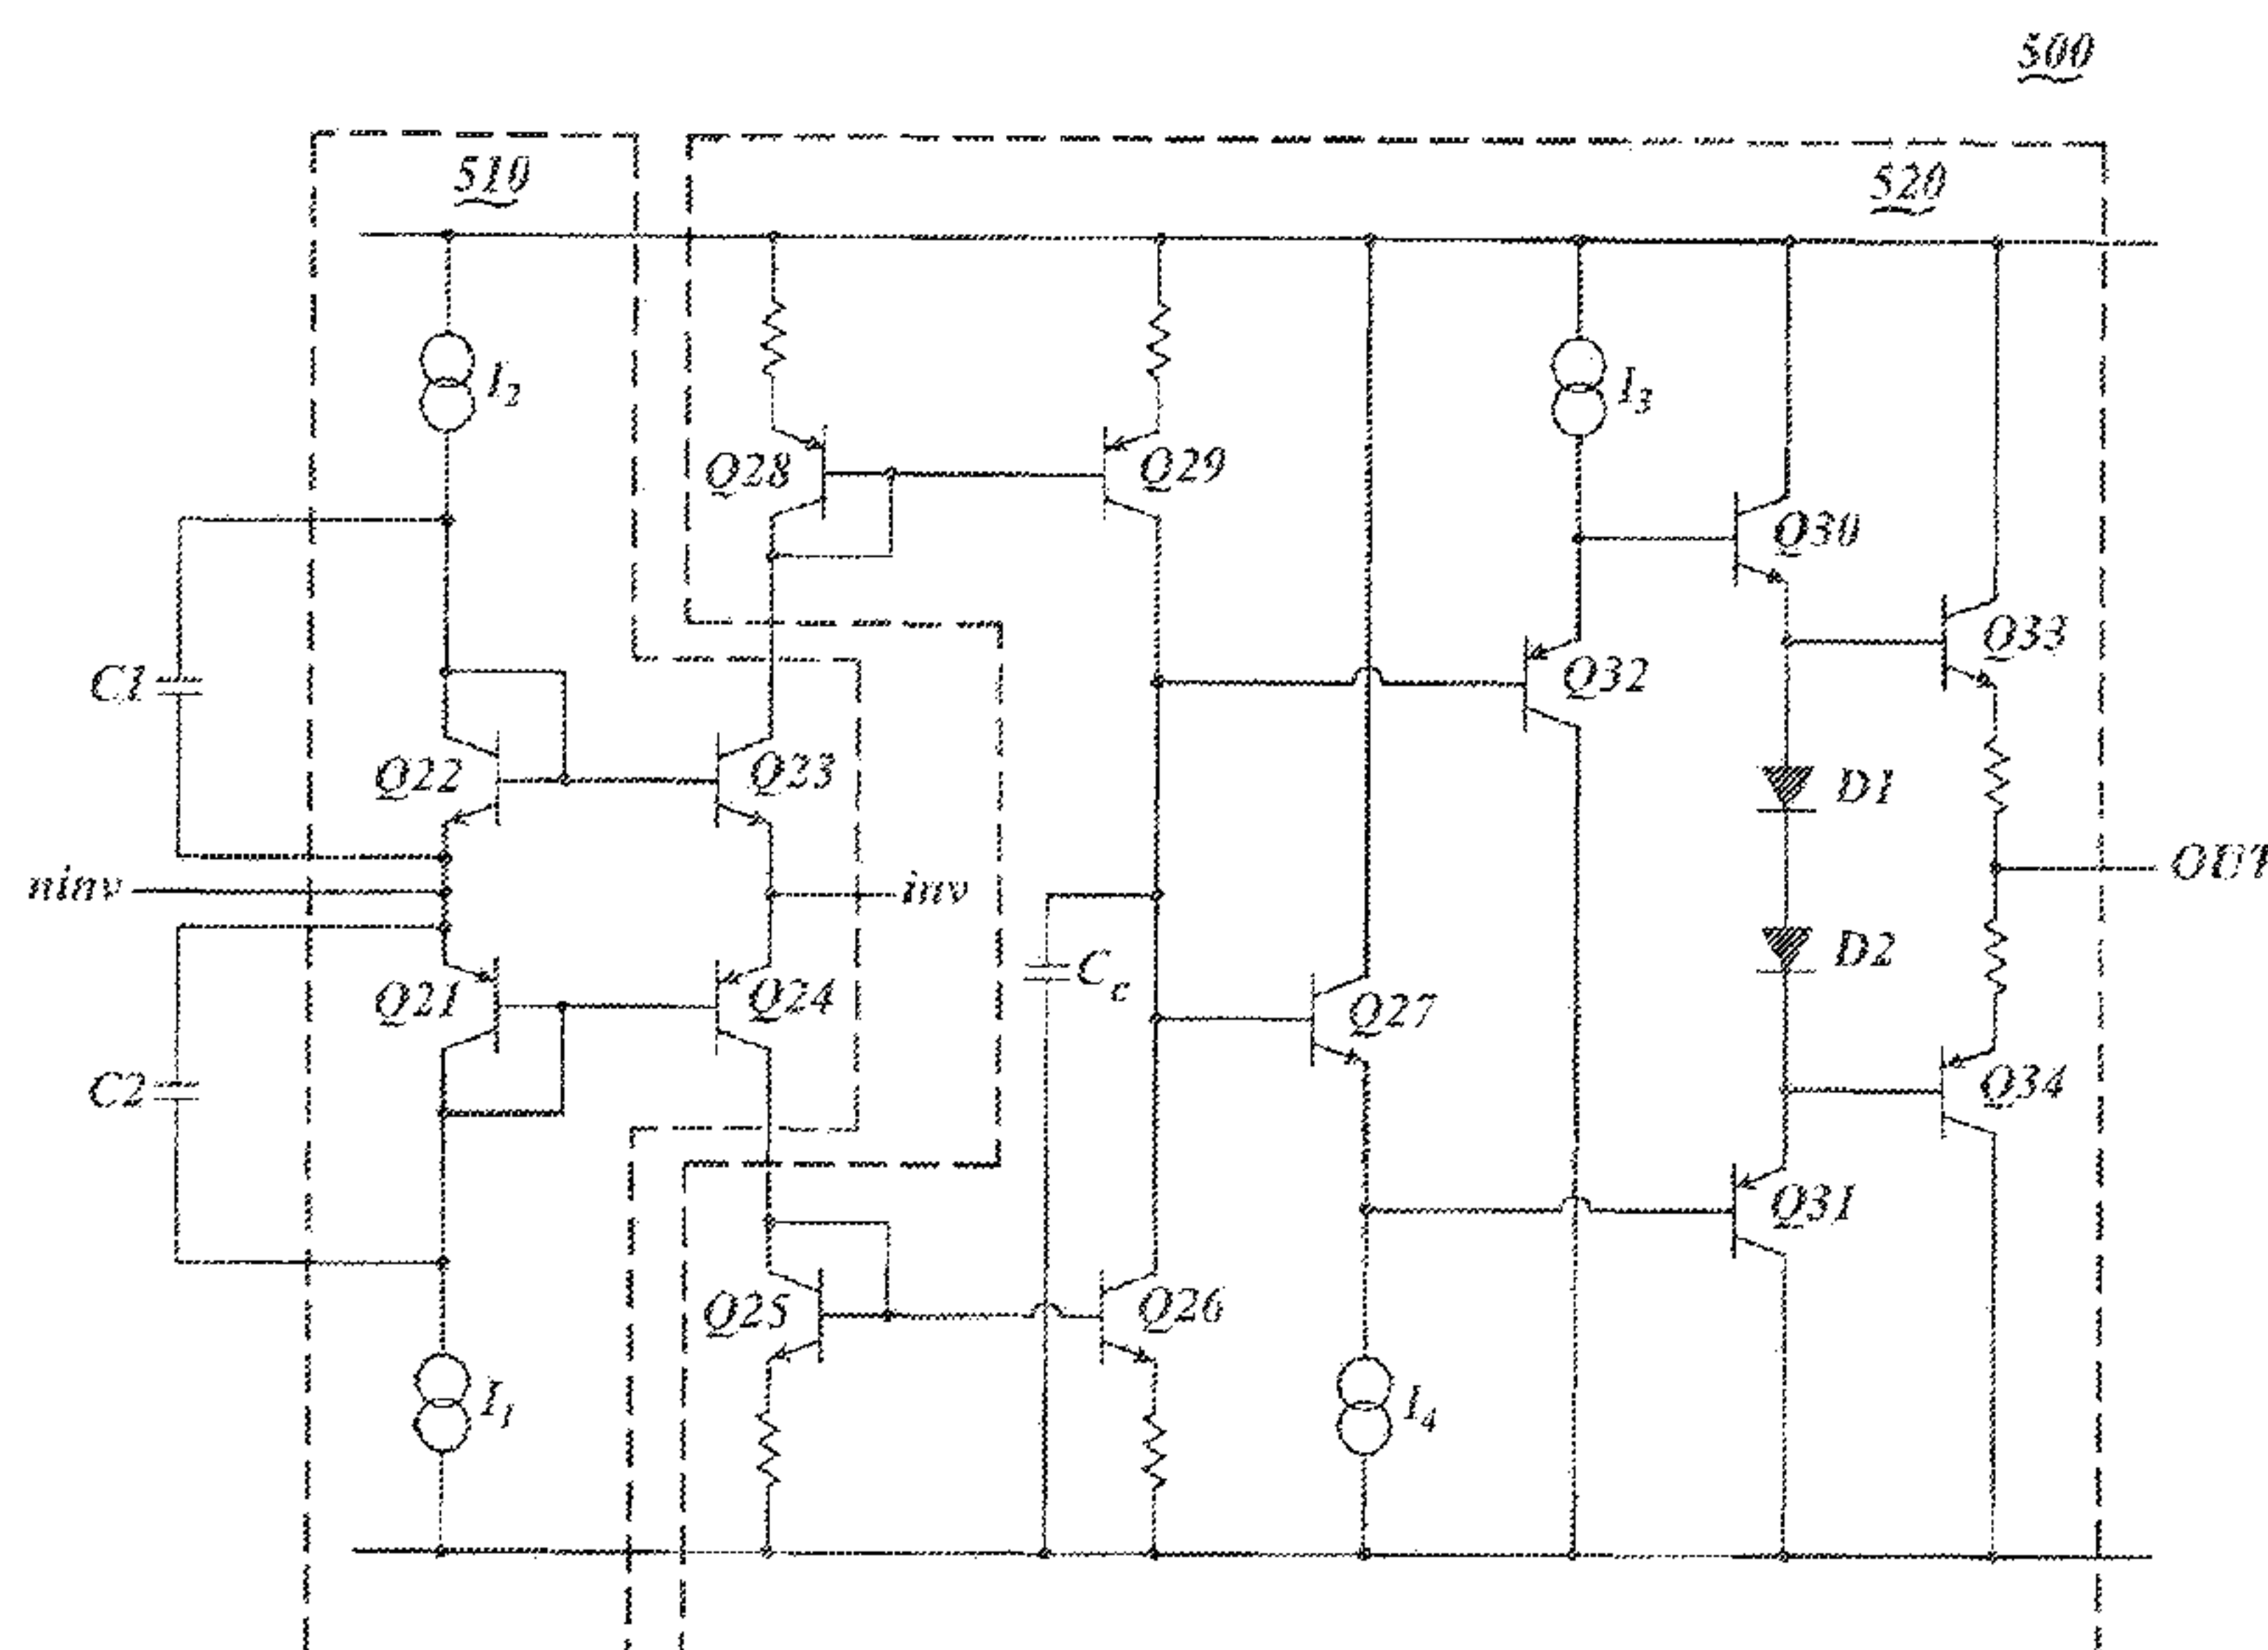 500
510
520
I2
I3
Q28
Q29
Q30
Q33
Q32
C1
Q22
Q23
D1
ninv
inv
OUT
Q21
Q24
Cc
Q27
D2
C2
Q34
Q31
Q25
Q26
I1
I4